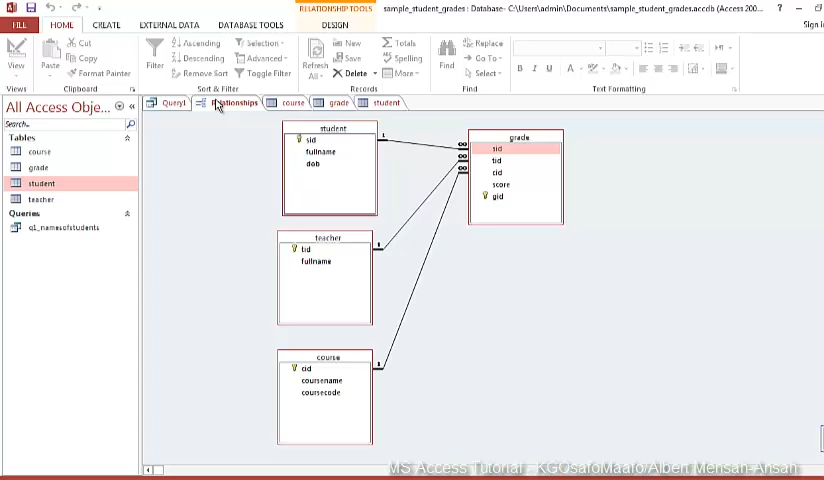 RELATIONSHIP TOOLS
sample_student_grades : Database- C:\Users\admin\Documents\sample_student_grades.accdb (Access 200...
FILE HOME CREATE EXTERNAL DATA DATABASE TOOLS DESIGN Sign in
View
Views
Paste
Cut
Copy
Format Painter
Clipboard
Filter
Ascending
Descending
Remove Sort
Selection
Advanced
Toggle Filter
Sort & Filter
Refresh
All
New
Save
Delete
Totals
Spelling
More
Records
Find
Replace
Go To
Select
Find
B I U
A
Text Formatting
All Access Obje...
Search..
Tables
course
grade
student
teacher
Queries
q1_namesofstudents
Query1 Relationships course grade student
student
sid
fullname
dob
1
grade
sid
tid
cid
score
gid
∞
∞
∞
teacher
tid
fullname
1
course
cid
coursename
coursecode
1
MS Access Tutorial - KGOsafoMaafo/Albert Mensah-Ansah